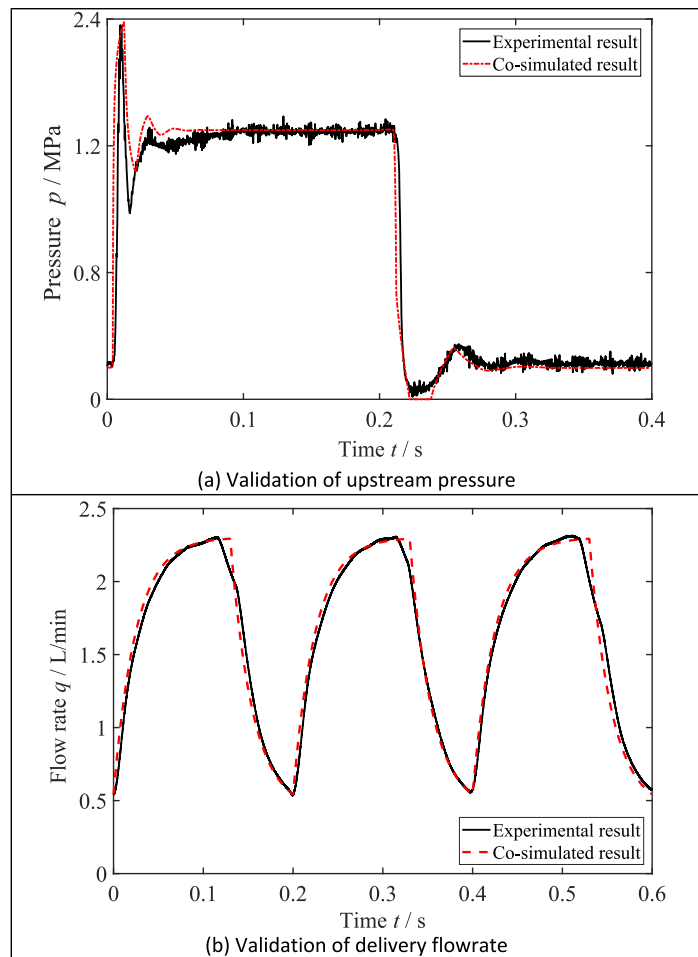 2.4
Experimental result
Co-simulated result
1.2
Pressure p / MPa
0.8
0
0 0.1 0.2 0.3 0.4
Time t / s
(a) Validation of upstream pressure
2.5
2
Flow rate q / L/min
1.5
1
0.5
Experimental result
Co-simulated result
0
0 0.1 0.2 0.3 0.4 0.5 0.6
Time t / s
(b) Validation of delivery flowrate